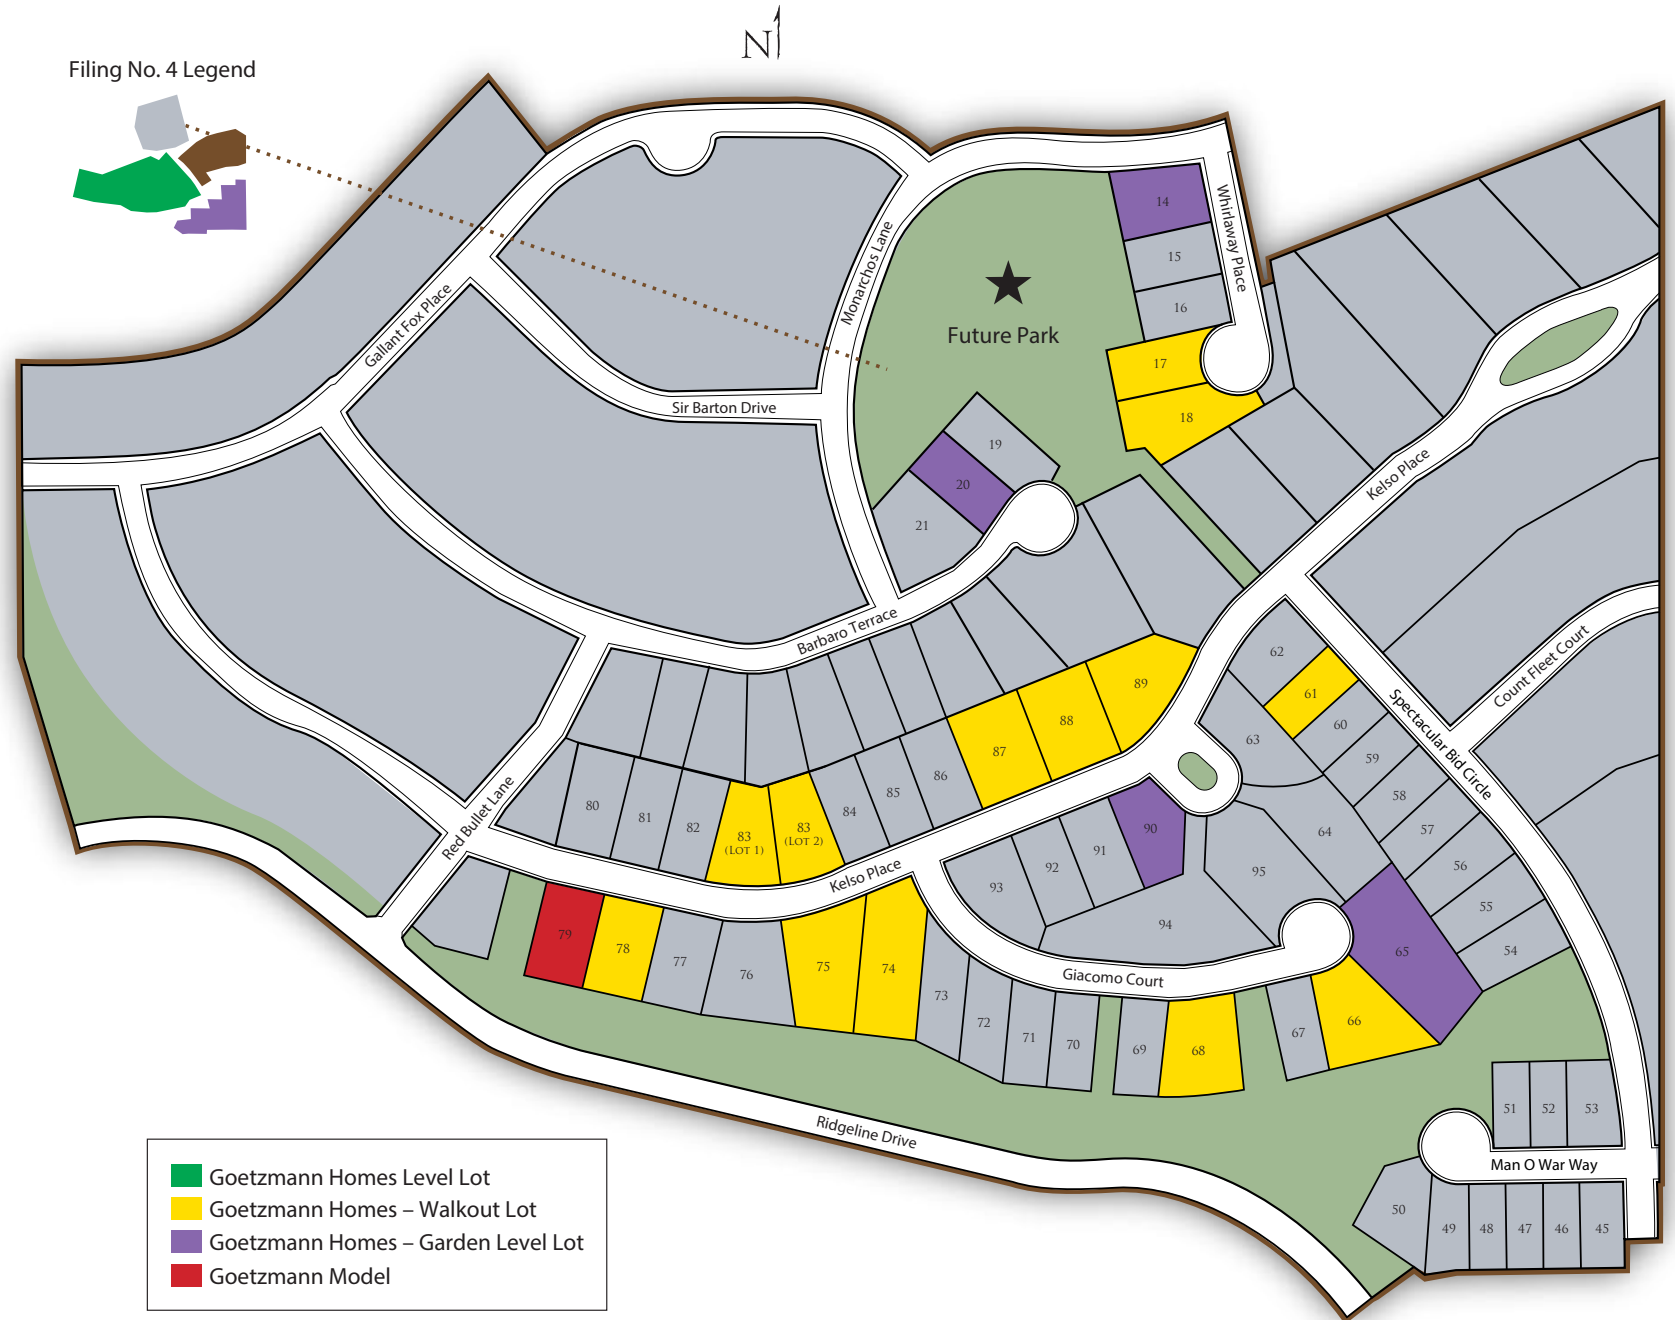 N
Filing No. 4 Legend
Whirlaway Place
Monarchos Lane
Gallant Fox Place
Future Park
Sir Barton Drive
Kelso Place
Barbaro Terrace
Count Fleet Court
Spectacular Bid Circle
Red Bullet Lane
Kelso Place
Giacomo Court
Ridgeline Drive
Man O War Way
14
15
16
17
18
19
20
21
62
61
60
59
58
57
56
55
54
63
64
65
66
67
68
69
70
71
72
73
74
75
76
77
78
79
80
81
82
83
(LOT 1)
83
(LOT 2)
84
85
86
87
88
89
90
91
92
93
94
95
51
52
53
50
49
48
47
46
45
Goetzmann Homes Level Lot
Goetzmann Homes – Walkout Lot
Goetzmann Homes – Garden Level Lot
Goetzmann Model